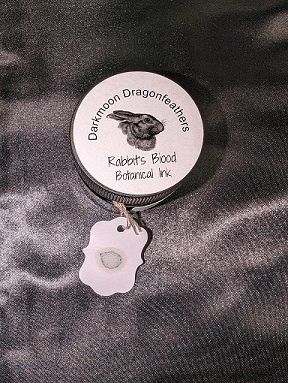 Darkmoon Dragonfeathers
Rabbit's Blood
Botanical Ink